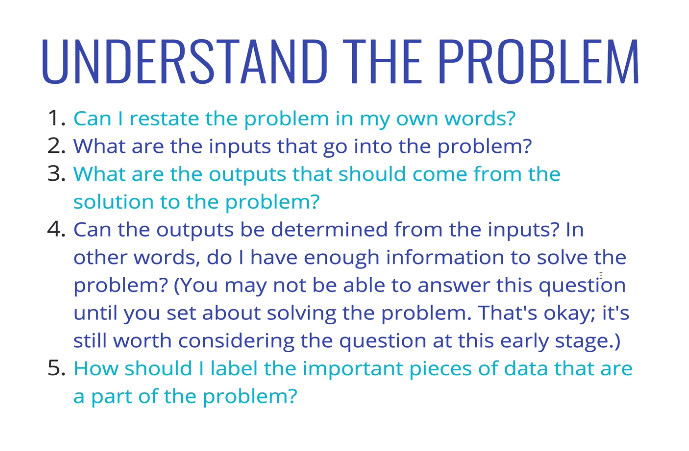 UNDERSTAND THE PROBLEM
1. Can I restate the problem in my own words?
2. What are the inputs that go into the problem?
3. What are the outputs that should come from the
solution to the problem?
4. Can the outputs be determined from the inputs? In
other words, do I have enough information to solve the
problem? (You may not be able to answer this question
until you set about solving the problem. That's okay; it's
still worth considering the question at this early stage.)
5. How should I label the important pieces of data that are
a part of the problem?